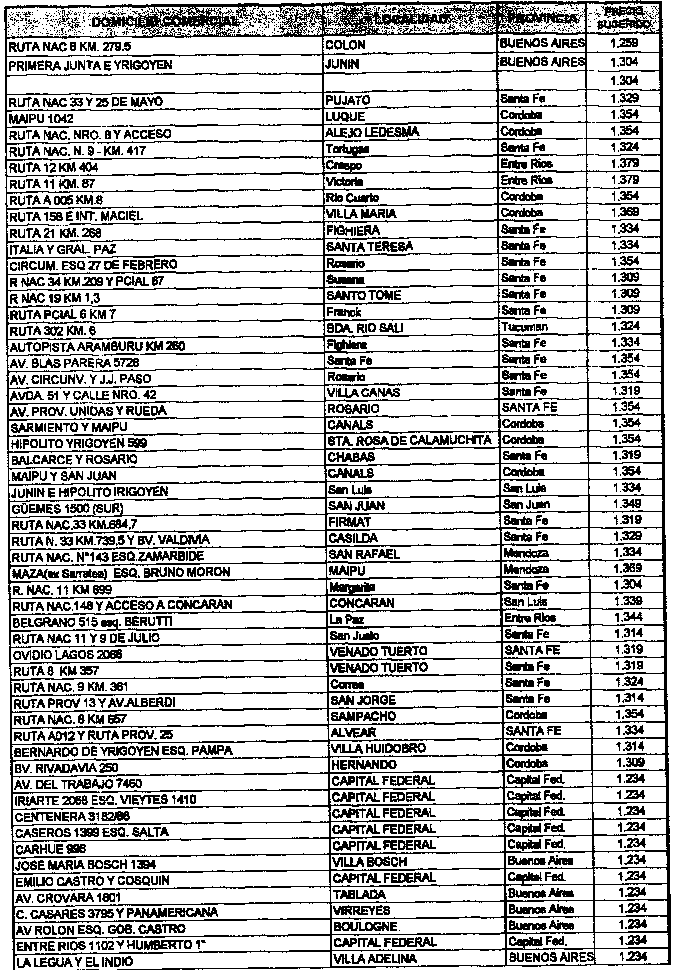 DOMICILIO COMERCIAL LOCALIDAD PROVINCIA PRECIO SUGERIDO
RUTA NAC 8 KM. 279,5 COLON BUENOS AIRES 1.259
PRIMERA JUNTA E YRIGOYEN JUNIN BUENOS AIRES 1.304
1.304
RUTA NAC 33 Y 25 DE MAYO PUJATO Santa Fe 1.329
MAIPU 1042 LUQUE Cordoba 1.354
RUTA NAC. NRO. 8 Y ACCESO ALEJO LEDESMA Cordoba 1.354
RUTA NAC. N. 9 - KM. 417 Tortugas Santa Fe 1.324
RUTA 12 KM 404 Crespo Entre Rios 1.379
RUTA 11 KM. 87 Victoria Entre Rios 1.379
RUTA A 005 KM.8 Rio Cuarto Cordoba 1.354
RUTA 158 E INT. MACIEL VILLA MARIA Cordoba 1.369
RUTA 21 KM. 268 FIGHIERA Santa Fe 1.334
ITALIA Y GRAL. PAZ SANTA TERESA Santa Fe 1.334
CIRCUM. ESQ 27 DE FEBRERO Rosario Santa Fe 1.354
R NAC 34 KM.209 Y PCIAL 67 Susana Santa Fe 1.309
R NAC 19 KM 1,3 SANTO TOME Santa Fe 1.309
RUTA PCIAL 6 KM 7 Franck Santa Fe 1.309
RUTA 302 KM. 6 BDA. RIO SALI Tucuman 1.324
AUTOPISTA ARAMBURU KM 260 Fighiera Santa Fe 1.334
AV. BLAS PARERA 5728 Santa Fe Santa Fe 1.354
AV. CIRCUNV. Y J.J. PASO Rosario Santa Fe 1.354
AVDA. 51 Y CALLE NRO. 42 VILLA CANAS Santa Fe 1.319
AV. PROV. UNIDAS Y RUEDA ROSARIO SANTA FE 1.354
SARMIENTO Y MAIPU CANALS Cordoba 1.354
HIPOLITO YRIGOYEN 599 STA. ROSA DE CALAMUCHITA Cordoba 1.354
BALCARCE Y ROSARIO CHABAS Santa Fe 1.319
MAIPU Y SAN JUAN CANALS Cordoba 1.354
JUNIN E HIPOLITO IRIGOYEN San Luis San Luis 1.334
GÜEMES 1500 (SUR) SAN JUAN San Juan 1.349
RUTA NAC.33 KM.684,7 FIRMAT Santa Fe 1.319
RUTA N. 33 KM.739,5 Y BV. VALDIVIA CASILDA Santa Fe 1.329
RUTA NAC. N°143 ESQ.ZAMARBIDE SAN RAFAEL Mendoza 1.334
MAZA(ex Sarratea) ESQ. BRUNO MORON MAIPU Mendoza 1.369
R. NAC. 11 KM 699 Margarita Santa Fe 1.304
RUTA NAC.148 Y ACCESO A CONCARAN CONCARAN San Luis 1.339
BELGRANO 515 esq. BERUTTI La Paz Entre Rios 1.344
RUTA NAC 11 Y 9 DE JULIO San Justo Santa Fe 1.314
OVIDIO LAGOS 2068 VENADO TUERTO SANTA FE 1.319
RUTA 8 KM 357 VENADO TUERTO Santa Fe 1.319
RUTA NAC. 9 KM. 361 Correa Santa Fe 1.324
RUTA PROV 13 Y AV.ALBERDI SAN JORGE Santa Fe 1.314
RUTA NAC. 8 KM 657 SAMPACHO Cordoba 1.354
RUTA A012 Y RUTA PROV. 25 ALVEAR SANTA FE 1.334
BERNARDO DE YRIGOYEN ESQ. PAMPA VILLA HUIDOBRO Cordoba 1.314
BV. RIVADAVIA 250 HERNANDO Cordoba 1.309
AV. DEL TRABAJO 7460 CAPITAL FEDERAL Capital Fed. 1.234
IRIARTE 2068 ESQ. VIEYTES 1410 CAPITAL FEDERAL Capital Fed. 1.234
CENTENERA 3182/86 CAPITAL FEDERAL Capital Fed. 1.234
CASEROS 1399 ESQ. SALTA CAPITAL FEDERAL Capital Fed. 1.234
CARHUE 996 CAPITAL FEDERAL Capital Fed. 1.234
JOSE MARIA BOSCH 1394 VILLA BOSCH Buenos Aires 1.234
EMILIO CASTRO Y COSQUIN CAPITAL FEDERAL Capital Fed. 1.234
AV. CROVARA 1601 TABLADA Buenos Aires 1.234
C. CASARES 3795 Y PANAMERICANA VIRREYES Buenos Aires 1.234
AV ROLON ESQ. GOB. CASTRO BOULOGNE Buenos Aires 1.234
ENTRE RIOS 1102 Y HUMBERTO 1° CAPITAL FEDERAL Capital Fed. 1.234
LA LEGUA Y EL INDIO VILLA ADELINA BUENOS AIRES 1.234